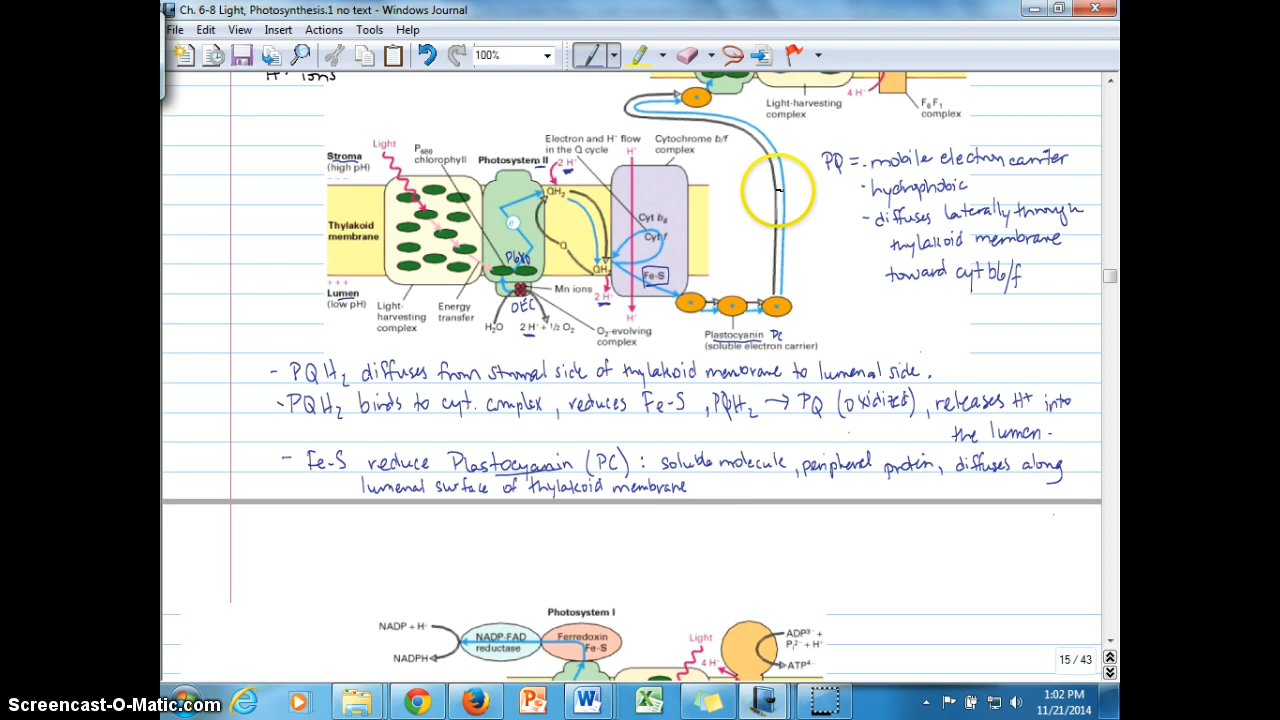 Ch. 6-8 Light, Photosynthesis.1 no text - Windows Journal
File Edit View Insert Actions Tools Help
100%
H+ ions
Light-harvesting
complex
4 H+
F0 F1
complex
Stroma
(high pH)
Light
P680
chlorophyll
Photosystem II
2 H+
Electron and H+ flow
in the Q cycle
H+
Cytochrome b/f
complex
PQ = · mobile electron carrier
· hydrophobic
- diffuses laterally through
thylakoid membrane
toward cyt b6/f
QH2
e-
Cyt b6
Cyt f
Thylakoid
membrane
Q
P680
QH2
Fe-S
+ + +
Lumen
(low pH)
Light-
harvesting
complex
Energy
transfer
Mn ions
OEC
2 H+
H+
H2O
2 H+ + 1/2 O2
O2-evolving
complex
Plastocyanin PC
(soluble electron carrier)
- PQH2 diffuses from stromal side of thylakoid membrane to lumenal side.
- PQH2 binds to cyt. complex, reduces Fe-S, PQH2 → PQ (oxidized), releases H+ into
the lumen -
- Fe-S reduce Plastocyanin (PC): soluble molecule, peripheral protein, diffuses along
lumenal surface of thylakoid membrane
Photosystem I
NADP + H+
NADPH
NADP-FAD
reductase
Ferredoxin
Fe-S
Light
4 H+
ADP3- +
Pi2- + H+
ATP4-
15 / 43
1:02 PM
11/21/2014
Screencast-O-Matic.com